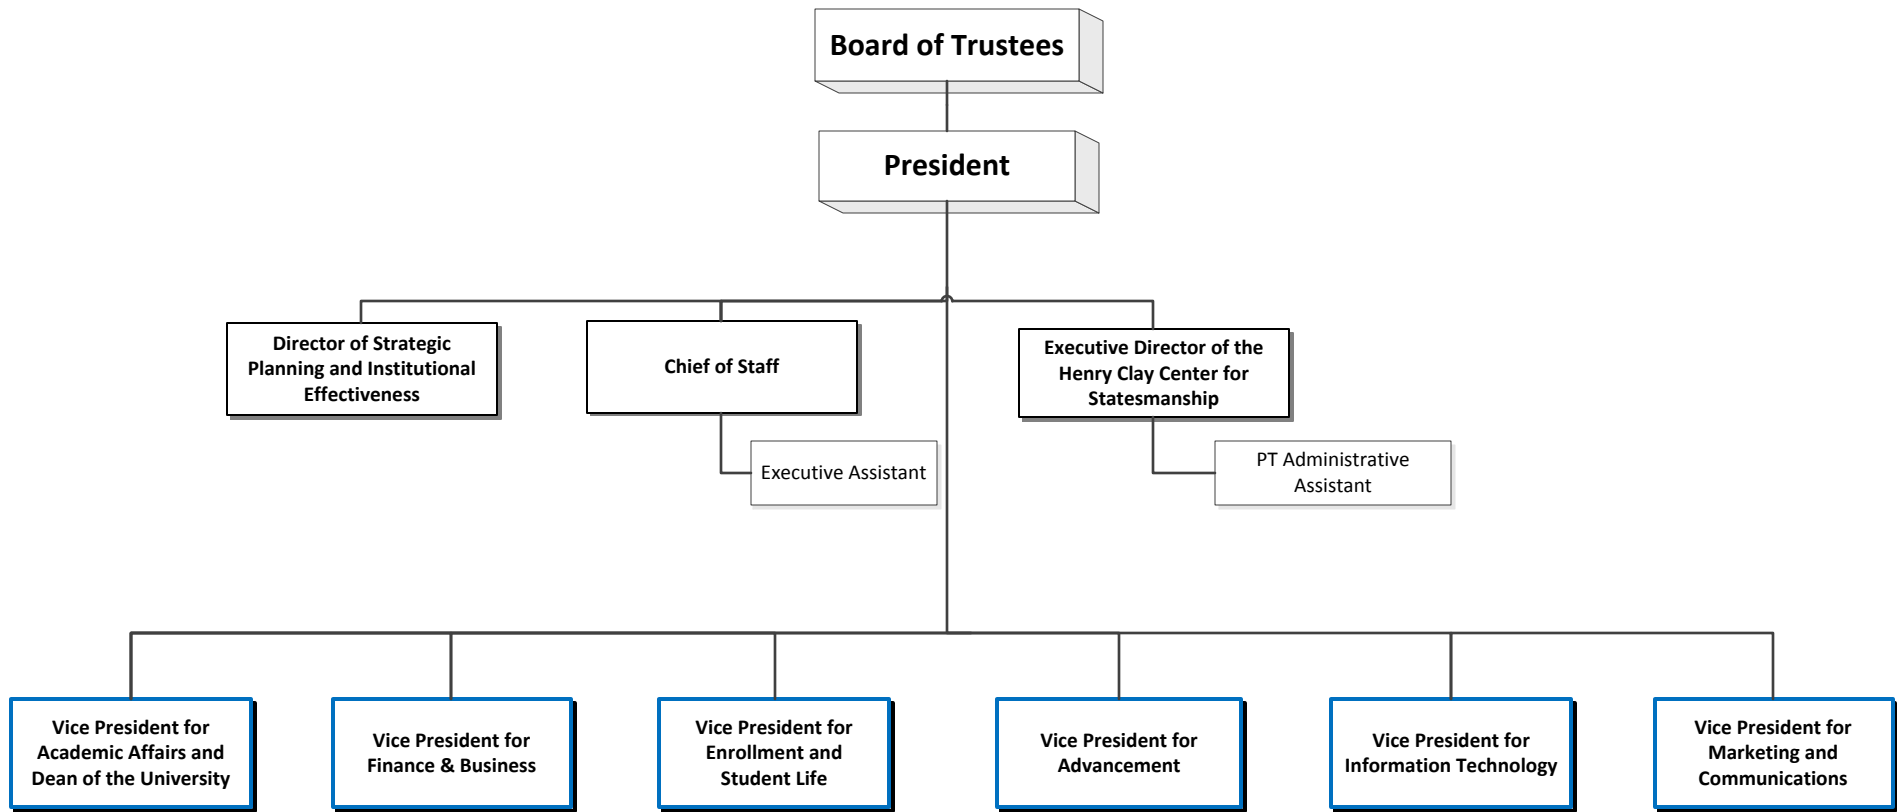 Board of Trustees
President
Director of Strategic
Planning and Institutional
Effectiveness
Chief of Staff
Executive Director of the
Henry Clay Center for
Statesmanship
Executive Assistant
PT Administrative
Assistant
Vice President for
Academic Affairs and
Dean of the University
Vice President for
Finance & Business
Vice President for
Enrollment and
Student Life
Vice President for
Advancement
Vice President for
Information Technology
Vice President for
Marketing and
Communications